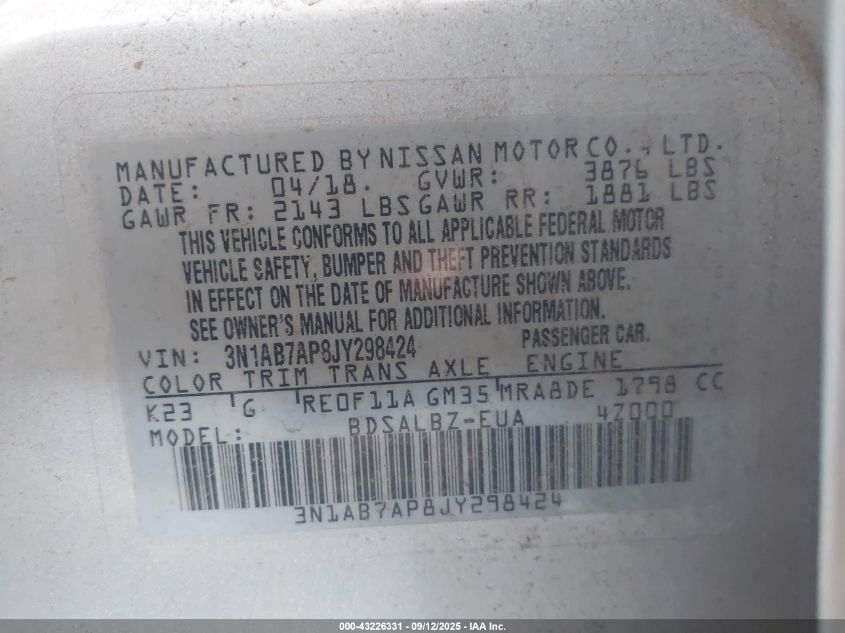 MANUFACTURED BY NISSAN MOTOR CO., LTD.
DATE: 04/18. GVWR: 3876 LBS
GAWR FR: 2143 LBS GAWR RR: 1881 LBS
THIS VEHICLE CONFORMS TO ALL APPLICABLE FEDERAL MOTOR
VEHICLE SAFETY, BUMPER AND THEFT PREVENTION STANDARDS
IN EFFECT ON THE DATE OF MANUFACTURE SHOWN ABOVE.
SEE OWNER'S MANUAL FOR ADDITIONAL INFORMATION.
VIN: 3N1AB7AP8JY298424 PASSENGER CAR.
COLOR TRIM TRANS AXLE ENGINE
K23 G RE0F11A GM35 MRA8DE 1798 CC
MODEL: BDSALBZ-EUA 47000
3N1AB7AP8JY298424
000-43226331 - 09/12/2025 - IAA Inc.